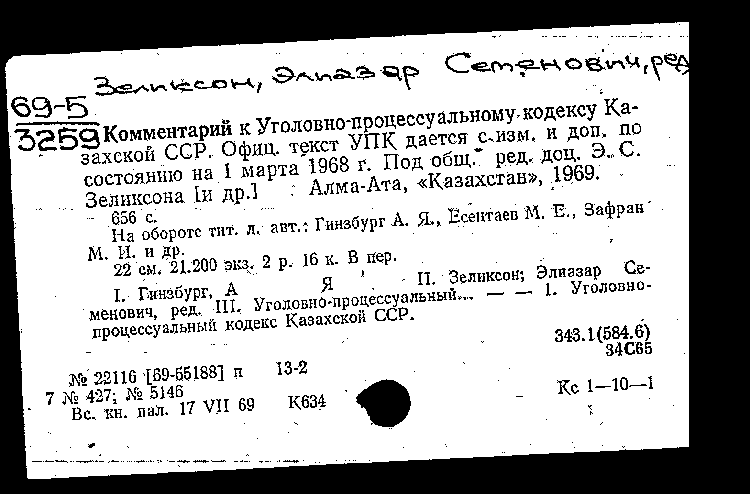 Зеликсон, Элиазар Семенович, ред
69-5
3259
Комментарий к Уголовно-процессуальному кодексу Ка-
захской ССР. Офиц. текст УПК дается с изм. и доп. по
состоянию на 1 марта 1968 г. Под общ. ред. доц. Э. С.
Зеликсона [и др.] Алма-Ата, «Казахстан», 1969.
656 с.
На обороте тит. л. авт.: Гинзбург А. Я., Есентаев М. Е., Зафран
М. И. и др.
22 см. 21.200 экз. 2 р. 16 к. В пер.
I. Гинзбург, А Я II. Зеликсон; Элиазар Се-
менович, ред. III. Уголовно-процессуальный... — — 1. Уголовно-
процессуальный кодекс Казахской ССР.
343.1(584.6)
34С65
№ 22116 [69-55188] п 13-2
7 № 427; № 5146
Вс. кн. пал. 17 VII 69 К634
Кс 1—10—1